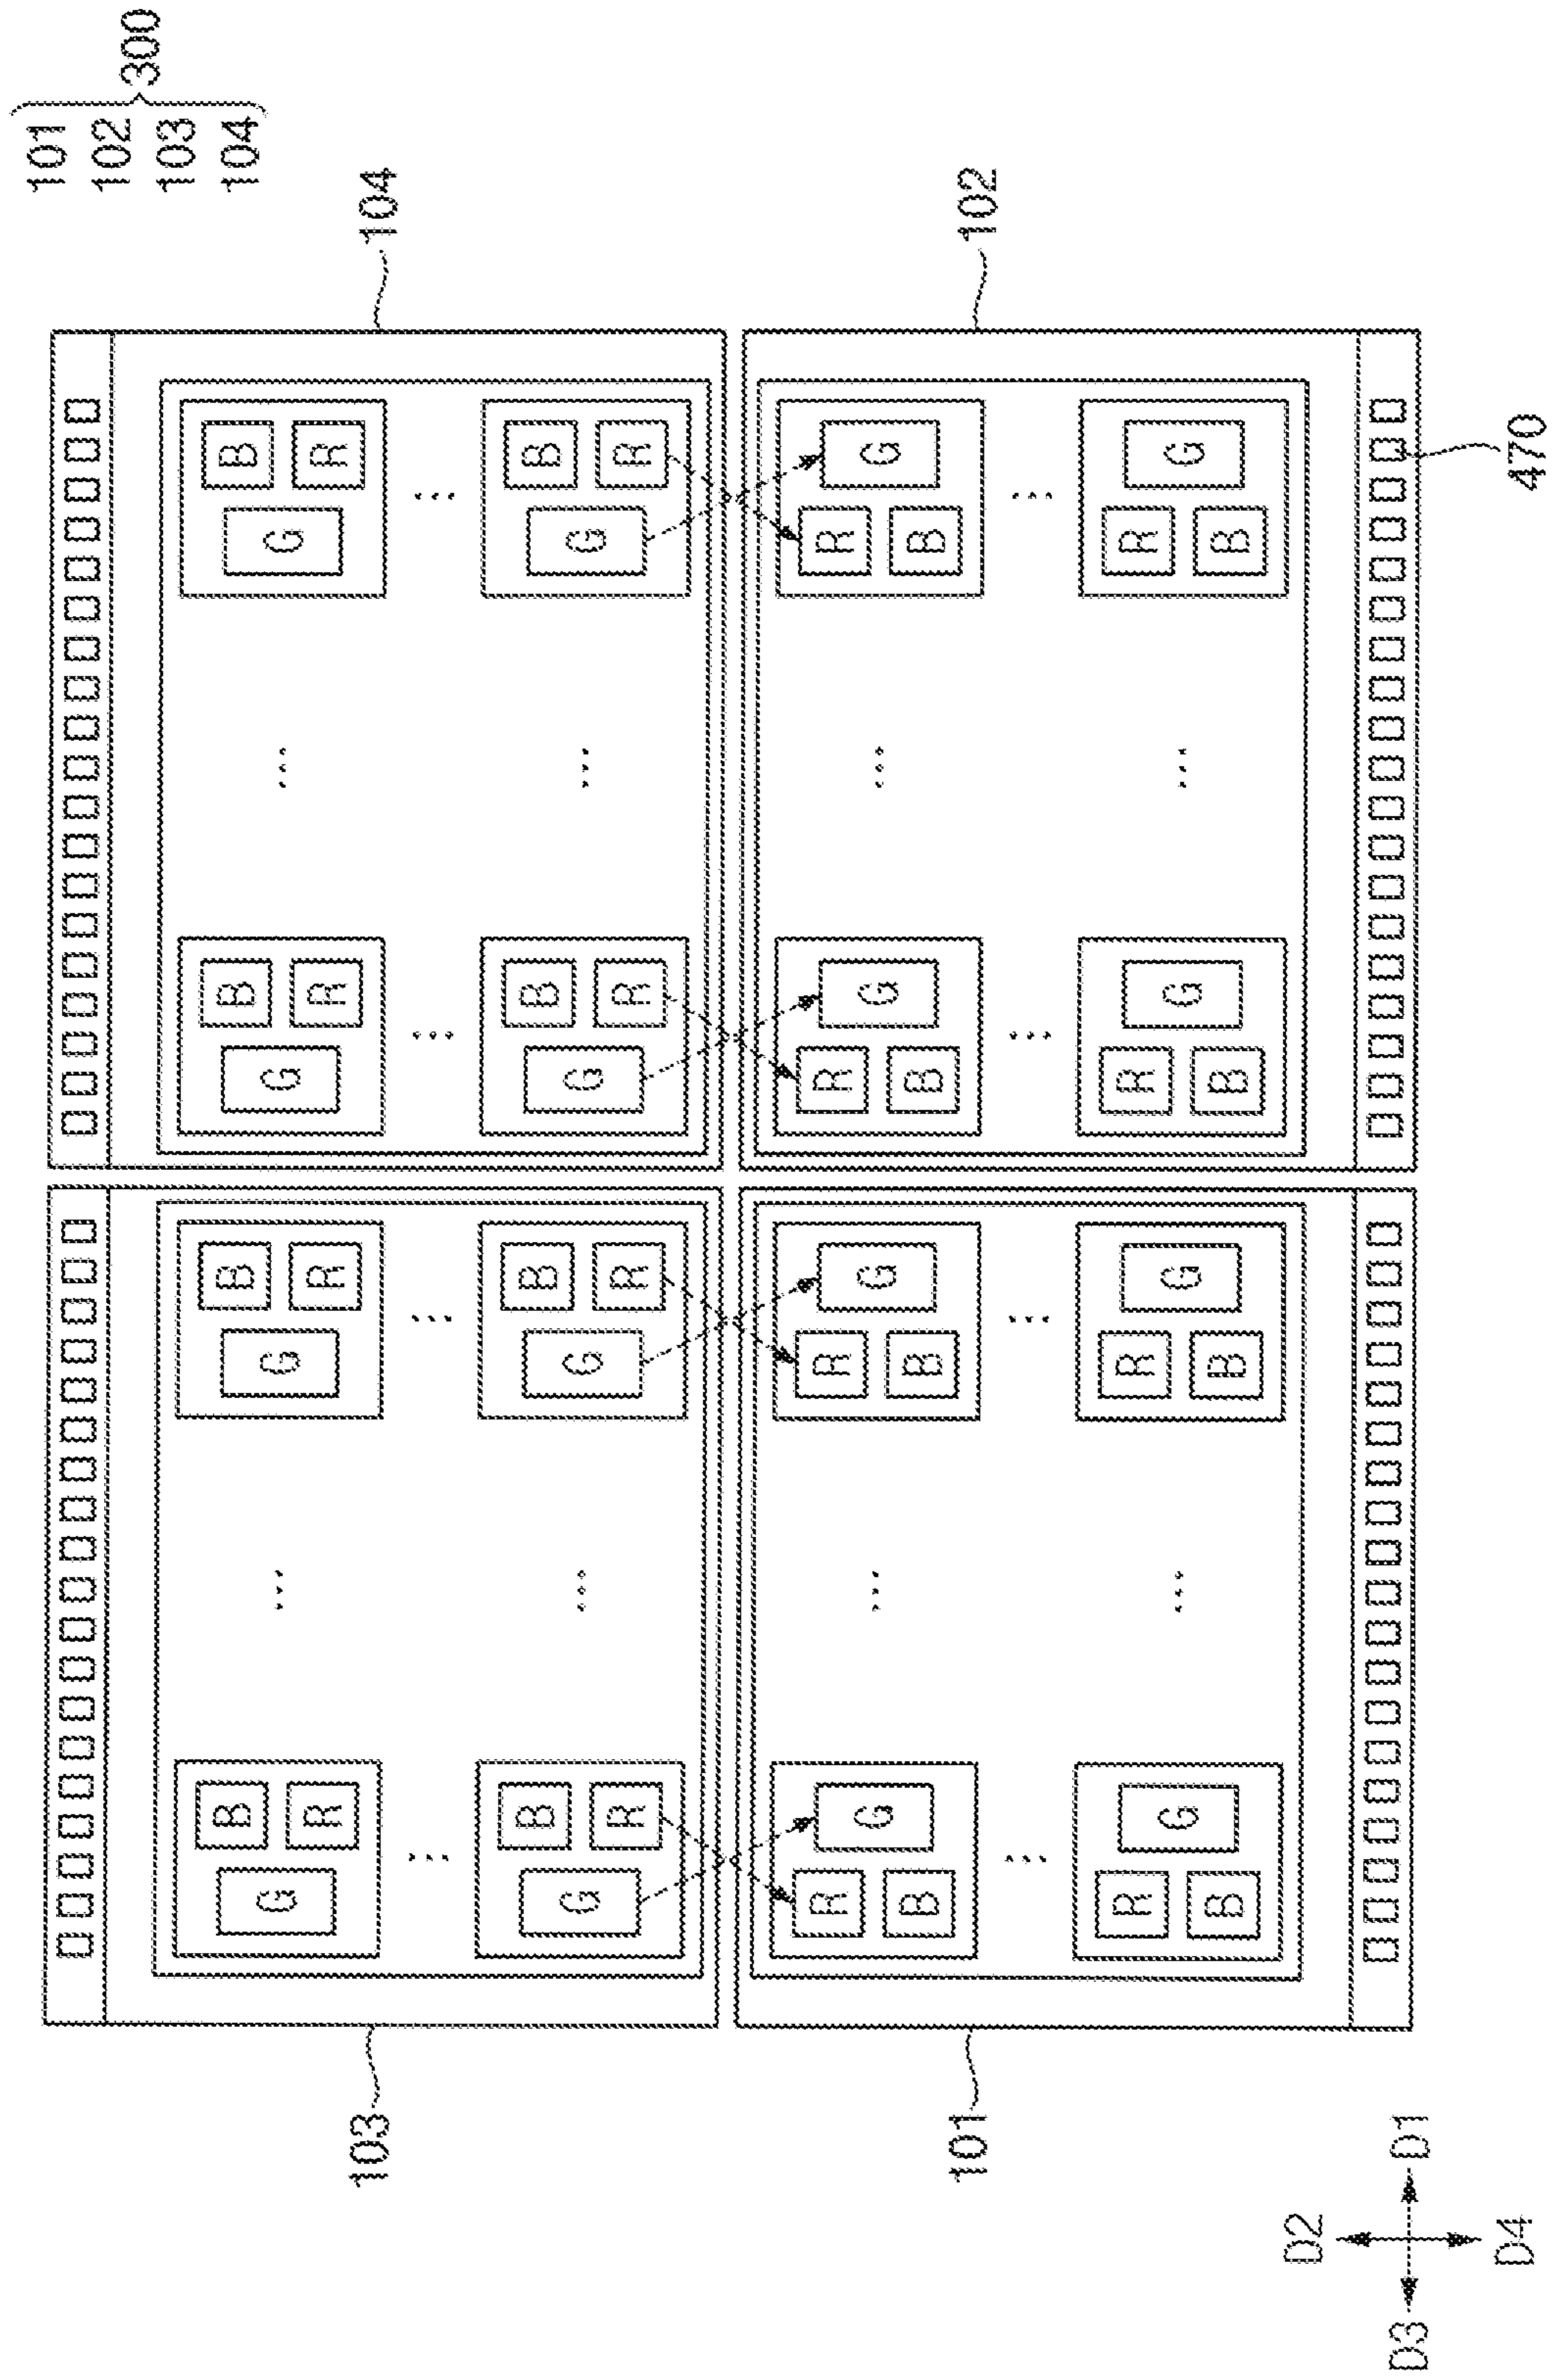 101
102 300
103
104
B B B B
G ... G G ... G
R R R R
103 104
... ... ... ...
B B B B
G ... G G ... G
R R R R
R R R R
... G G ... G G
B B B B
101 102
... ... ... ...
R R R R
... G G ... G G
B B B B
D2
D3 D1
D4
470